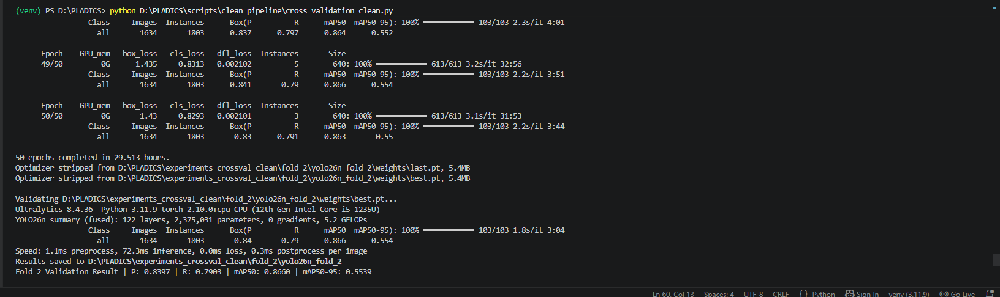 (venv) PS D:\PLADICS> python D:\PLADICS\scripts\clean_pipeline\cross_validation_clean.py
Class Images Instances Box(P R mAP50 mAP50-95): 100% ━━━━━━━━━━━━ 103/103 2.3s/it 4:01
all 1634 1803 0.837 0.797 0.864 0.552
Epoch GPU_mem box_loss cls_loss dfl_loss Instances Size
49/50 0G 1.435 0.8313 0.002102 5 640: 100% ━━━━━━━━━━━━ 613/613 3.2s/it 32:56
Class Images Instances Box(P R mAP50 mAP50-95): 100% ━━━━━━━━━━━━ 103/103 2.2s/it 3:51
all 1634 1803 0.841 0.79 0.866 0.554
Epoch GPU_mem box_loss cls_loss dfl_loss Instances Size
50/50 0G 1.43 0.8293 0.002101 3 640: 100% ━━━━━━━━━━━━ 613/613 3.1s/it 31:53
Class Images Instances Box(P R mAP50 mAP50-95): 100% ━━━━━━━━━━━━ 103/103 2.2s/it 3:44
all 1634 1803 0.83 0.791 0.863 0.55
50 epochs completed in 29.513 hours.
Optimizer stripped from D:\PLADICS\experiments_crossval_clean\fold_2\yolo26n_fold_2\weights\last.pt, 5.4MB
Optimizer stripped from D:\PLADICS\experiments_crossval_clean\fold_2\yolo26n_fold_2\weights\best.pt, 5.4MB
Validating D:\PLADICS\experiments_crossval_clean\fold_2\yolo26n_fold_2\weights\best.pt...
Ultralytics 8.4.36 Python-3.11.9 torch-2.10.0+cpu CPU (12th Gen Intel Core i5-1235U)
YOLO26n summary (fused): 122 layers, 2,375,031 parameters, 0 gradients, 5.2 GFLOPs
Class Images Instances Box(P R mAP50 mAP50-95): 100% ━━━━━━━━━━━━ 103/103 1.8s/it 3:04
all 1634 1803 0.84 0.79 0.866 0.554
Speed: 1.1ms preprocess, 72.3ms inference, 0.0ms loss, 0.3ms postprocess per image
Results saved to D:\PLADICS\experiments_crossval_clean\fold_2\yolo26n_fold_2
Fold 2 Validation Result | P: 0.8397 | R: 0.7903 | mAP50: 0.8660 | mAP50-95: 0.5539
Ln 60, Col 13 Spaces: 4 UTF-8 CRLF { } Python Sign In venv (3.11.9) Go Live